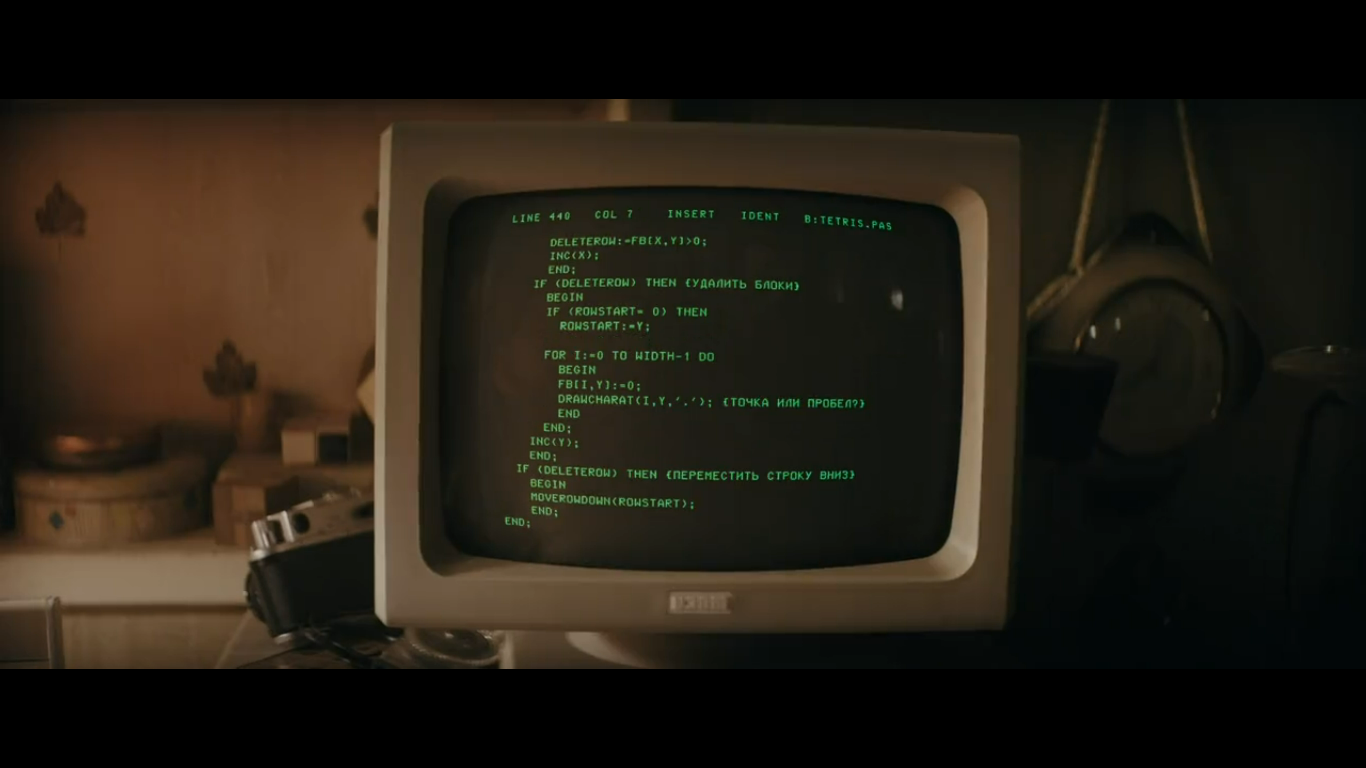 LINE 440 COL 7 INSERT IDENT B:TETRIS.PAS
DELETEROW:=FB[X,Y]>0;
INC(X);
END;
IF (DELETEROW) THEN {УДАЛИТЬ БЛОКИ}
BEGIN
IF (ROWSTART= 0) THEN
ROWSTART:=Y;
FOR I:=0 TO WIDTH-1 DO
BEGIN
FB[I,Y]:=0;
DRAWCHARAT(I,Y,'.'); {ТОЧКА ИЛИ ПРОБЕЛ?}
END
END;
INC(Y);
END;
IF (DELETEROW) THEN {ПЕРЕМЕСТИТЬ СТРОКУ ВНИЗ}
BEGIN
MOVEROWDOWN(ROWSTART);
END;
END;